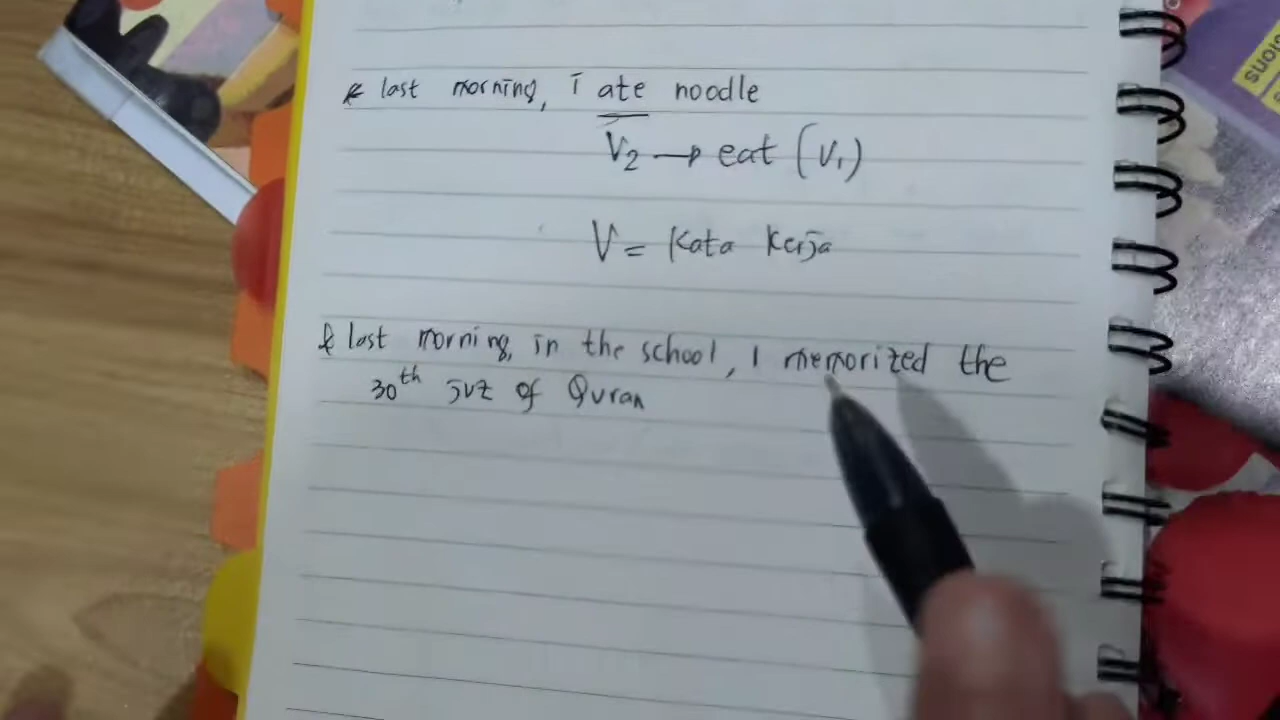 * last morning, I ate noodle
V2 → eat (V1)
V = Kata Kerja
* last morning, in the school, I memorized the
30th juz of Quran
SIONS